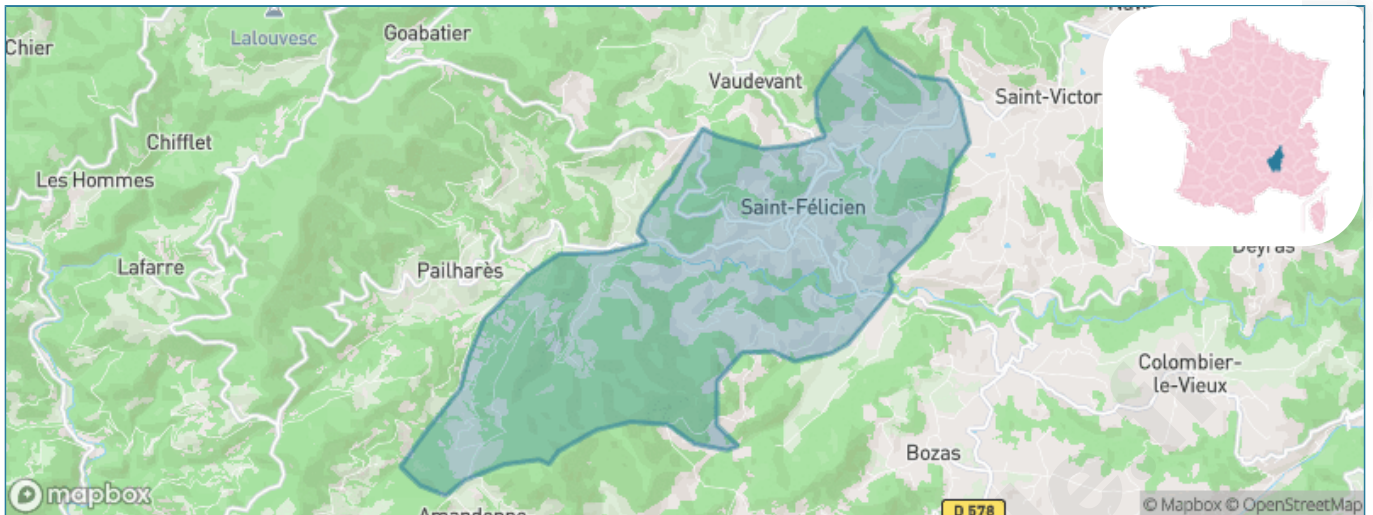 Chier
Lalouvesc
Goabatier
Vaudevant
Saint-Victor
Chifflet
Les Hommes
Saint-Félicien
Deyras
Lafarre
Pailharès
Colombier-
le-Vieux
Bozas
mapbox
D 578
© Mapbox © OpenStreetMap